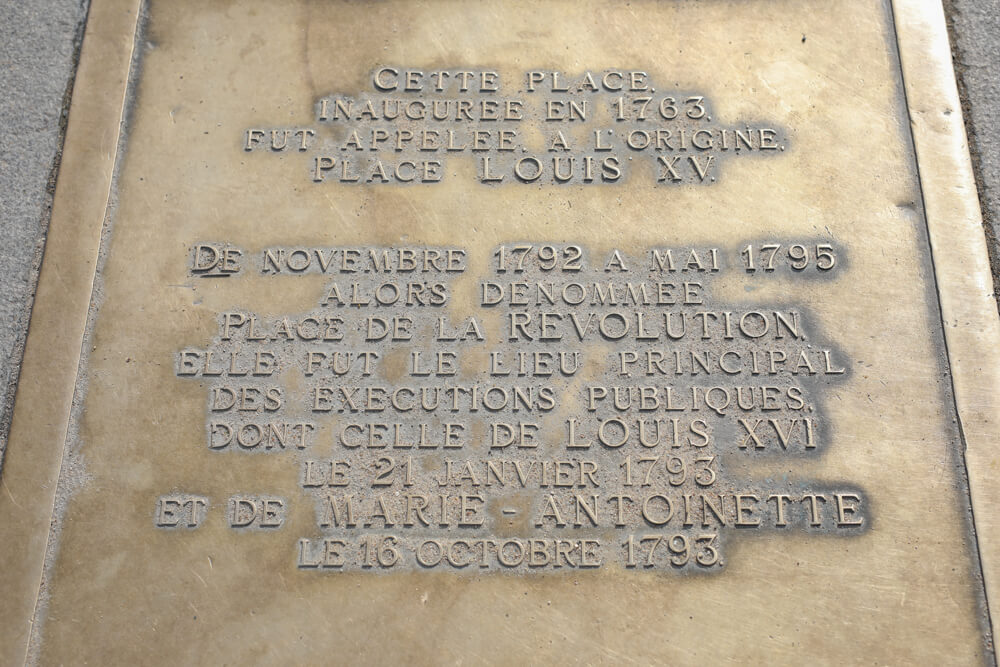 CETTE PLACE,
INAUGUREE EN 1763,
FUT APPELEE, A L'ORIGINE,
PLACE LOUIS XV.
DE NOVEMBRE 1792 A MAI 1795
ALORS DENOMMEE
PLACE DE LA REVOLUTION,
ELLE FUT LE LIEU PRINCIPAL
DES EXECUTIONS PUBLIQUES,
DONT CELLE DE LOUIS XVI
LE 21 JANVIER 1793
ET DE MARIE - ANTOINETTE
LE 16 OCTOBRE 1793.